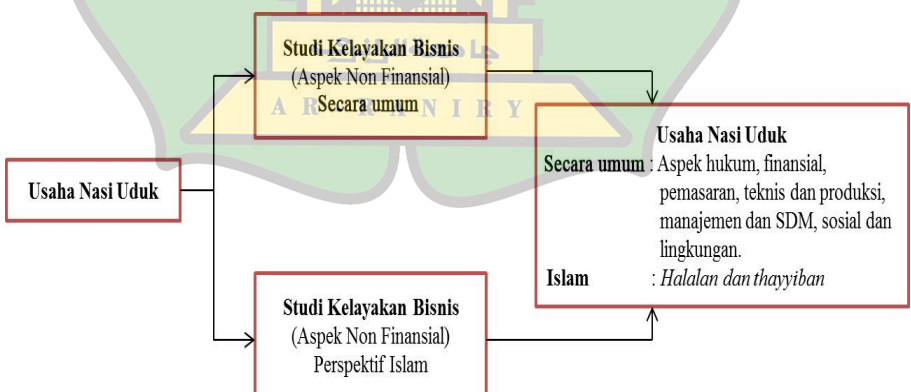 Usaha Nasi Uduk
Studi Kelayakan Bisnis
(Aspek Non Finansial)
Secara umum
جامعة الرانري
A R - R A N I R Y
Studi Kelayakan Bisnis
(Aspek Non Finansial)
Perspektif Islam
Usaha Nasi Uduk
Secara umum : Aspek hukum, finansial,
pemasaran, teknis dan produksi,
manajemen dan SDM, sosial dan
lingkungan.
Islam : Halalan dan thayyiban